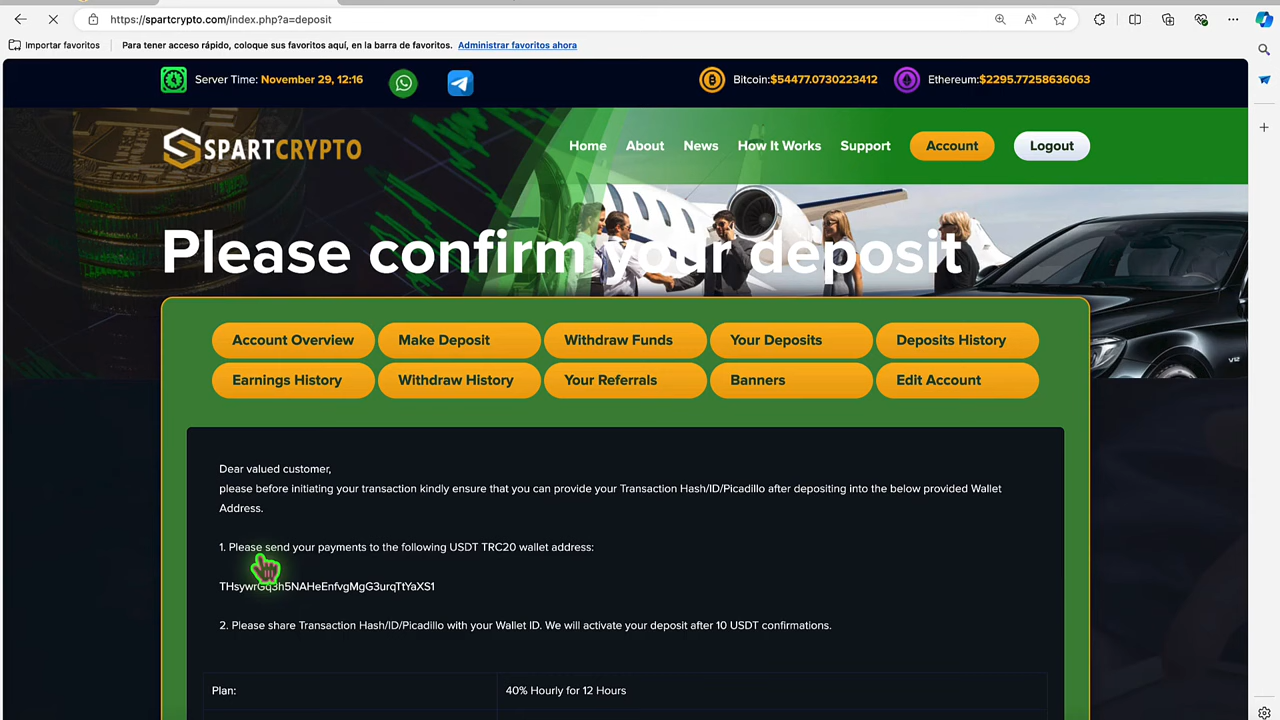 https://spartcrypto.com/index.php?a=deposit
Importar favoritos
Para tener acceso rápido, coloque sus favoritos aquí, en la barra de favoritos. Administrar favoritos ahora
Server Time: November 29, 12:16
Bitcoin:$54477.0730223412
Ethereum:$2295.77258636063
SPARTCRYPTO
Home About News How It Works Support Account Logout
Please confirm your deposit
Account Overview Make Deposit Withdraw Funds Your Deposits Deposits History
Earnings History Withdraw History Your Referrals Banners Edit Account
Dear valued customer,
please before initiating your transaction kindly ensure that you can provide your Transaction Hash/ID/Picadillo after depositing into the below provided Wallet
Address.
1. Please send your payments to the following USDT TRC20 wallet address:
THsywrGq3h5NAHeEnfvgMgG3urqTtYaXS1
2. Please share Transaction Hash/ID/Picadillo with your Wallet ID. We will activate your deposit after 10 USDT confirmations.
Plan: 40% Hourly for 12 Hours